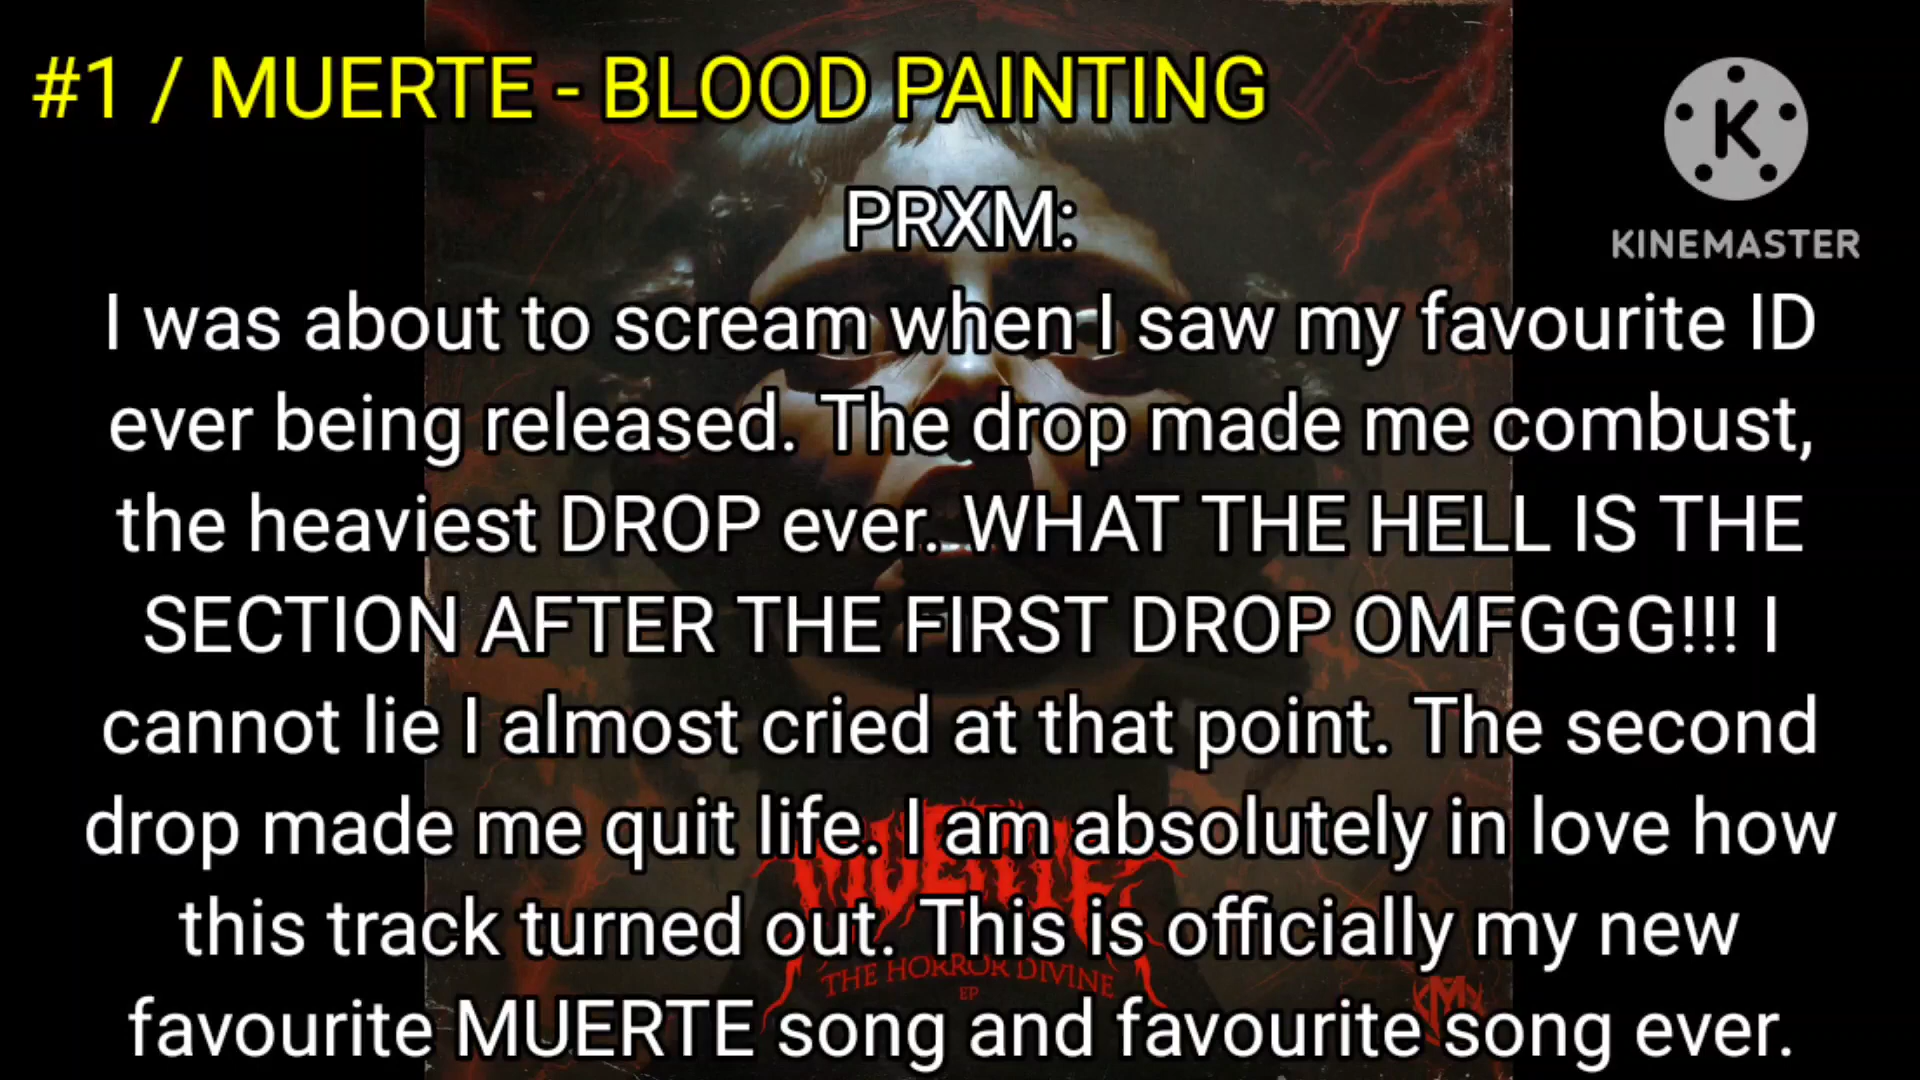 #1 / MUERTE - BLOOD PAINTING
KINEMASTER
PRXM:
I was about to scream when I saw my favourite ID
ever being released. The drop made me combust,
the heaviest DROP ever. WHAT THE HELL IS THE
SECTION AFTER THE FIRST DROP OMFGGG!!! I
cannot lie I almost cried at that point. The second
drop made me quit life. I am absolutely in love how
MUERTE
this track turned out. This is officially my new
THE HORROR DIVINE
EP
favourite MUERTE song and favourite song ever.